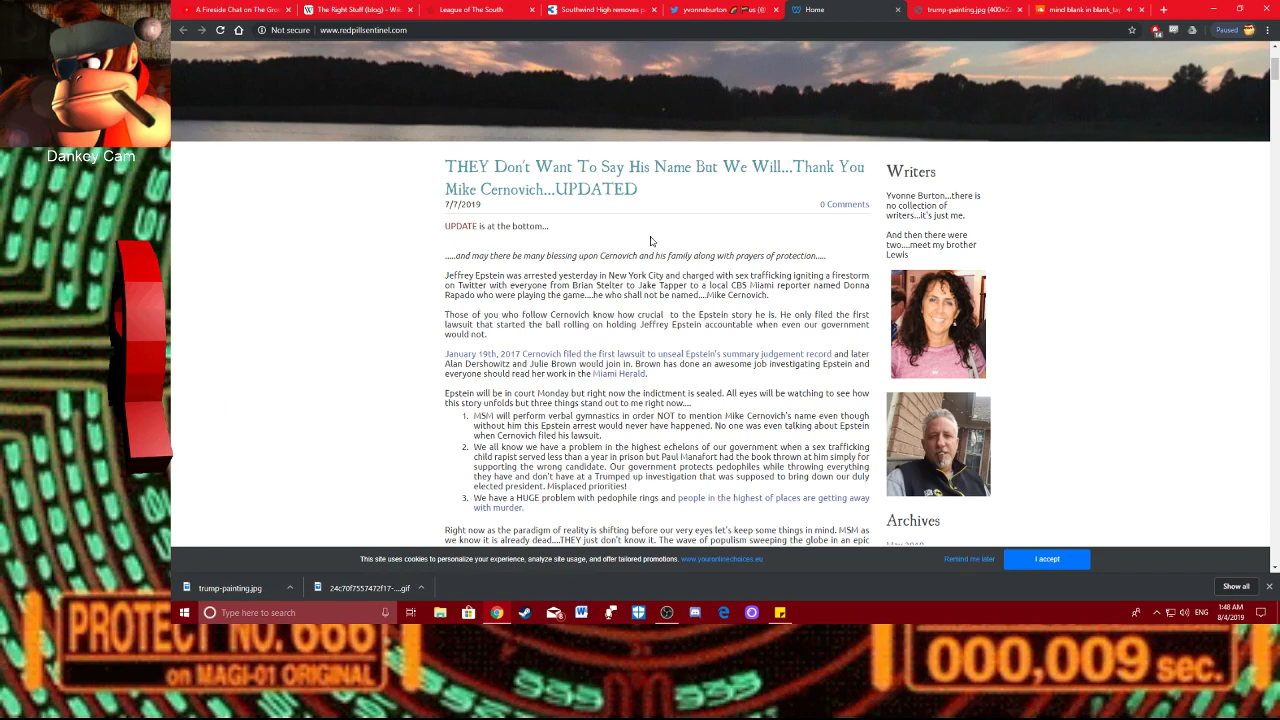 A Fireside Chat on The Gro
The Right Stuff (blog) - Wik
League of The South
Southwind High removes p
yvonneburton
us (@
Home
trump-painting.jpg (400×2
mind blank in blank_
Not secure
www.redpillsentinel.com
14
Paused
Dankey Cam
THEY Don't Want To Say His Name But We Will...Thank You
Mike Cernovich...UPDATED
7/7/2019
0 Comments
UPDATE is at the bottom...
.....and may there be many blessing upon Cernovich and his family along with prayers of protection.....
Jeffrey Epstein was arrested yesterday in New York City and charged with sex trafficking igniting a firestorm
on Twitter with everyone from Brian Stelter to Jake Tapper to a local CBS Miami reporter named Donna
Rapado who were playing the game....he who shall not be named....Mike Cernovich.
Those of you who follow Cernovich know how crucial to the Epstein story he is. He only filed the first
lawsuit that started the ball rolling on holding Jeffrey Epstein accountable when even our government
would not.
January 19th, 2017 Cernovich filed the first lawsuit to unseal Epstein's summary judgement record and later
Alan Dershowitz and Julie Brown would join in. Brown has done an awesome job investigating Epstein and
everyone should read her work in the Miami Herald.
Epstein will be in court Monday but right now the indictment is sealed. All eyes will be watching to see how
this story unfolds but three things stand out to me right now....
1. MSM will perform verbal gymnastics in order NOT to mention Mike Cernovich's name even though
without him this Epstein arrest would never have happened. No one was even talking about Epstein
when Cernovich filed his lawsuit.
2. We all know we have a problem in the highest echelons of our government when a sex trafficking
child rapist served less than a year in prison but Paul Manafort had the book thrown at him simply for
supporting the wrong candidate. Our government protects pedophiles while throwing everything
they have and don't have at a Trumped up investigation that was supposed to bring down our duly
elected president. Misplaced priorities!
3. We have a HUGE problem with pedophile rings and people in the highest of places are getting away
with murder.
Right now as the paradigm of reality is shifting before our very eyes let's keep some things in mind. MSM as
we know it is already dead....THEY just don't know it. The wave of populism sweeping the globe in an epic
Writers
Yvonne Burton...there is
no collection of
writers...it's just me.
And then there were
two....meet my brother
Lewis
Archives
May 2019
This site uses cookies to personalize your experience, analyze site usage, and offer tailored promotions. www.youronlinechoices.eu
Remind me later
I accept
trump-painting.jpg
24c70f7557472f17-....gif
Show all
Type here to search
ENG
1:48 AM
8/4/2019
PROTECT NO. 666
on MAGI-01 ORIGINAL
000,009 sec.